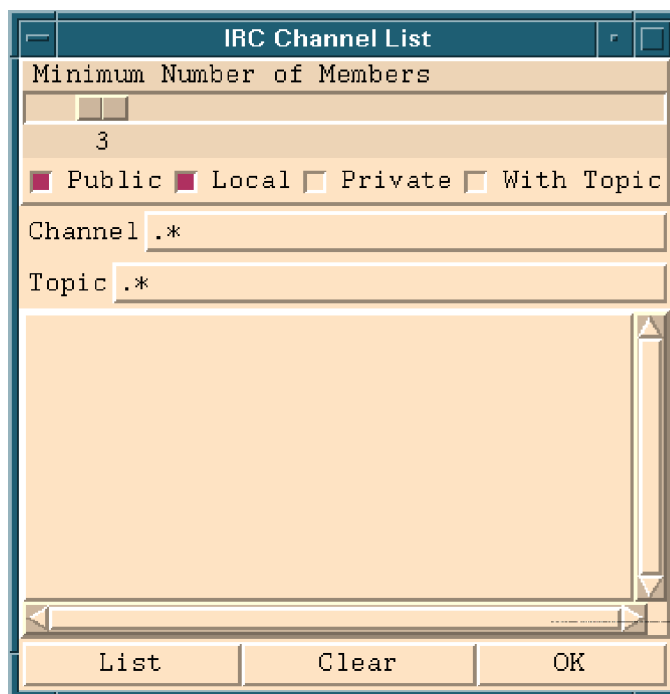 IRC Channel List
Minimum Number of Members
3
Public Local Private With Topic
Channel .*
Topic .*
List Clear OK